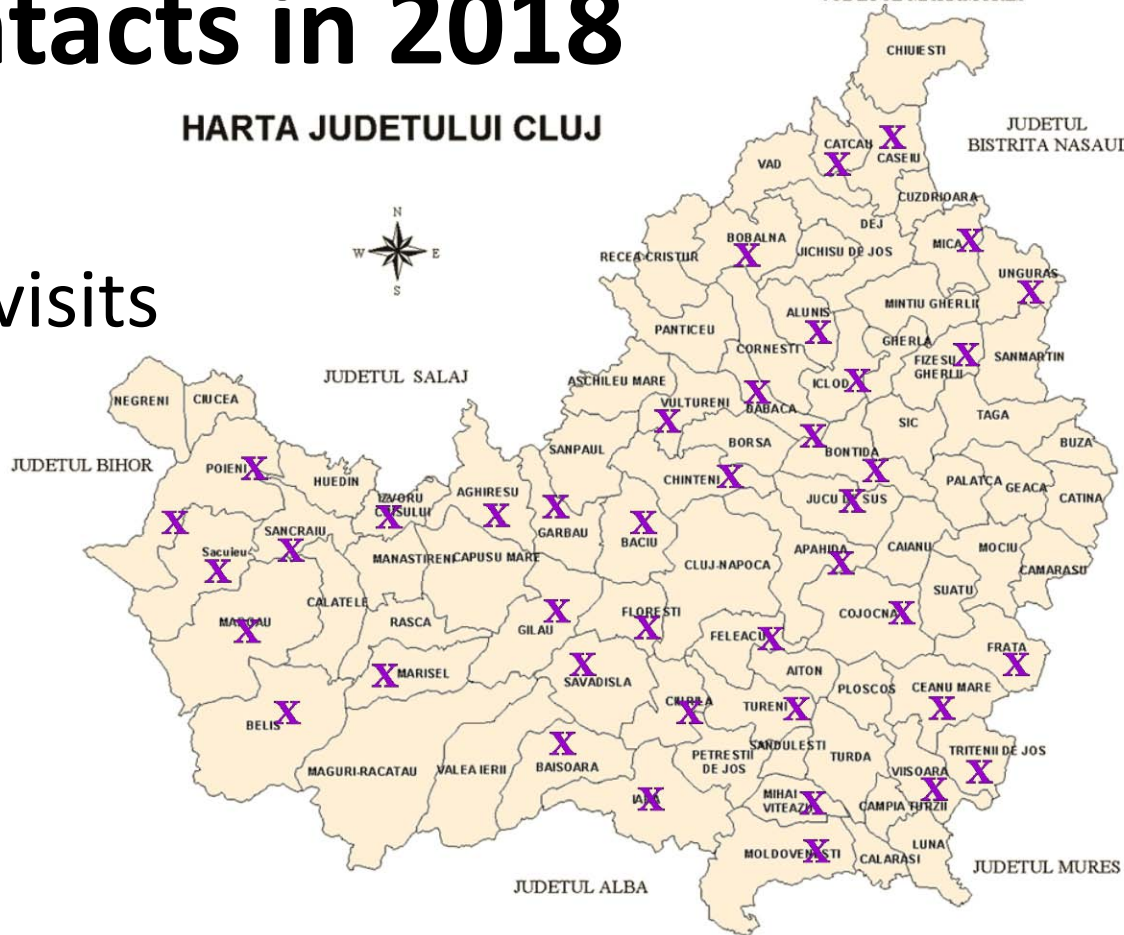 tacts in 2018
HARTA JUDETULUI CLUJ
visits
N
W E
S
CHIUIESTI
JUDETUL
BISTRITA NASAUD
CATCAU
CASEIU
VAD
CUZDRIOARA
DEJ
BOBALNA
MICA
JICHISU DE JOS
RECEA CRISTUR
UNGURAS
MINTIU GHERLII
ALUNIS
PANTICEU
GHERLA
CORNESTI
FIZESU
GHERLII
SANMARTIN
JUDETUL SALAJ
ASCHILEU MARE
ICLOD
NEGRENI
CIUCEA
VULTURENI
DABACA
TAGA
SIC
BUZA
BORSA
SANPAUL
BONTIDA
JUDETUL BIHOR
POIENI
HUEDIN
CHINTENI
PALATCA
GEACA
AGHIRESU
IZVORU
CRISULUI
JUCU DE SUS
CATINA
SANCRAIU
GARBAU
BACIU
Sacuieu
MANASTIRENI
CAPUSU MARE
APAHIDA
CAIANU
MOCIU
CLUJ-NAPOCA
CAMARASU
SUATU
CALATELE
MARGAU
RASCA
GILAU
FLORESTI
COJOCNA
FELEACU
FRATA
MARISEL
SAVADISLA
AITON
PLOSCOS
CEANU MARE
BELIS
CIURILA
TURENI
SANDULESTI
TRITENII DE JOS
PETRESTII
DE JOS
TURDA
MAGURI-RACATAU
VALEA IERII
BAISOARA
VIISOARA
IARA
MIHAI
VITEAZU
CAMPIA TURZII
LUNA
MOLDOVENESTI
CALARASI
JUDETUL MURES
JUDETUL ALBA